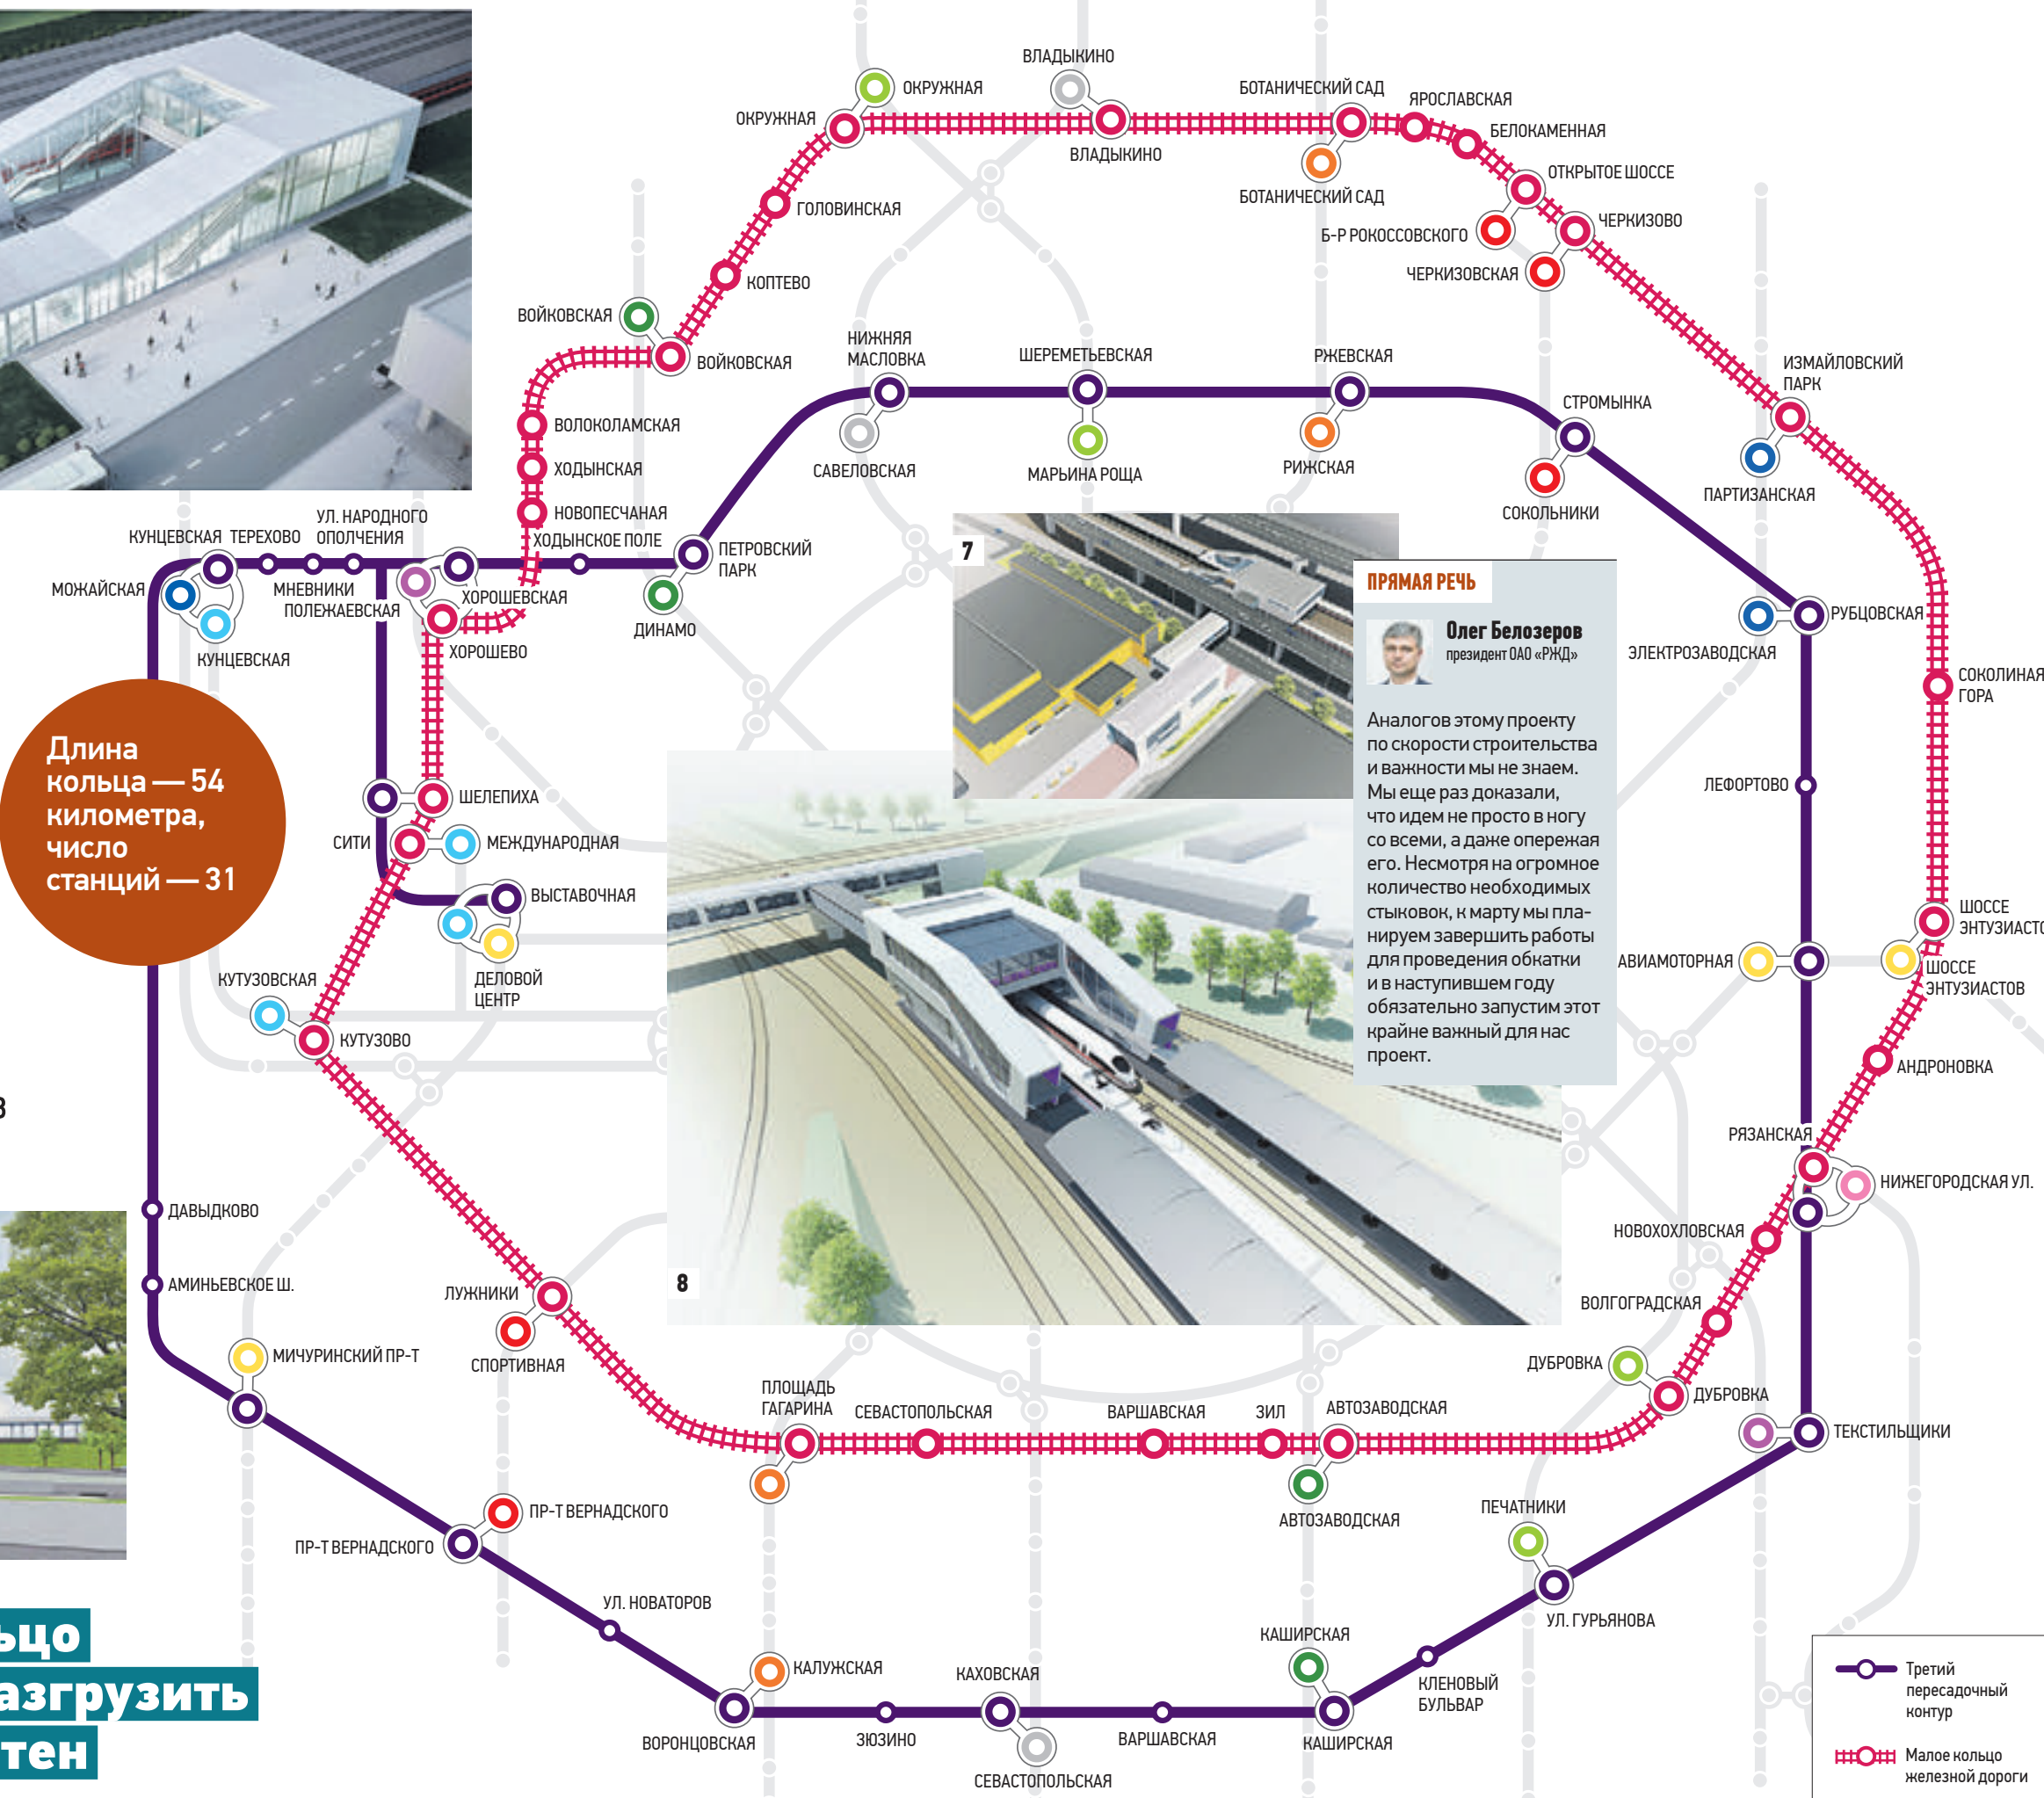 ВЛАДЫКИНО
ОКРУЖНАЯ
БОТАНИЧЕСКИЙ САД
ЯРОСЛАВСКАЯ
ОКРУЖНАЯ
БЕЛОКАМЕННАЯ
ВЛАДЫКИНО
ОТКРЫТОЕ ШОССЕ
БОТАНИЧЕСКИЙ САД
ГОЛОВИНСКАЯ
ЧЕРКИЗОВО
Б-Р РОКОССОВСКОГО
ЧЕРКИЗОВСКАЯ
КОПТЕВО
ВОЙКОВСКАЯ
ВОЙКОВСКАЯ
НИЖНЯЯ
МАСЛОВКА
ШЕРЕМЕТЬЕВСКАЯ
РЖЕВСКАЯ
ИЗМАЙЛОВСКИЙ
ПАРК
СТРОМЫНКА
ВОЛОКОЛАМСКАЯ
ХОДЫНСКАЯ
САВЕЛОВСКАЯ
МАРЬИНА РОЩА
РИЖСКАЯ
ПАРТИЗАНСКАЯ
НОВОПЕСЧАНАЯ
СОКОЛЬНИКИ
КУНЦЕВСКАЯ
ТЕРЕХОВО
УЛ. НАРОДНОГО
ОПОЛЧЕНИЯ
ХОДЫНСКОЕ ПОЛЕ
ПЕТРОВСКИЙ
ПАРК
МОЖАЙСКАЯ
МНЕВНИКИ
ПОЛЕЖАЕВСКАЯ
ХОРОШЕВСКАЯ
ДИНАМО
КУНЦЕВСКАЯ
ХОРОШЕВО
7
ПРЯМАЯ РЕЧЬ
Олег Белозеров
президент ОАО «РЖД»
Аналогов этому проекту
по скорости строительства
и важности мы не знаем.
Мы еще раз доказали,
что идем не просто в ногу
со всеми, а даже опережая
его. Несмотря на огромное
количество необходимых
стыковок, к марту мы пла-
нируем завершить работы
для проведения обкатки
и в наступившем году
обязательно запустим этот
крайне важный для нас
проект.
РУБЦОВСКАЯ
ЭЛЕКТРОЗАВОДСКАЯ
СОКОЛИНАЯ
ГОРА
ЛЕФОРТОВО
Длина
кольца — 54
километра,
число
станций — 31
ШЕЛЕПИХА
СИТИ
МЕЖДУНАРОДНАЯ
ВЫСТАВОЧНАЯ
ДЕЛОВОЙ
ЦЕНТР
КУТУЗОВСКАЯ
КУТУЗОВО
ШОССЕ
ЭНТУЗИАСТО
АВИАМОТОРНАЯ
ШОССЕ
ЭНТУЗИАСТОВ
АНДРОНОВКА
3
РЯЗАНСКАЯ
НИЖЕГОРОДСКАЯ УЛ.
ДАВЫДКОВО
НОВОХОХЛОВСКАЯ
АМИНЬЕВСКОЕ Ш.
ЛУЖНИКИ
8
ВОЛГОГРАДСКАЯ
МИЧУРИНСКИЙ ПР-Т
СПОРТИВНАЯ
ДУБРОВКА
ДУБРОВКА
ПЛОЩАДЬ
ГАГАРИНА
СЕВАСТОПОЛЬСКАЯ
ВАРШАВСКАЯ
ЗИЛ
АВТОЗАВОДСКАЯ
ТЕКСТИЛЬЩИКИ
ПР-Т ВЕРНАДСКОГО
АВТОЗАВОДСКАЯ
ПЕЧАТНИКИ
ПР-Т ВЕРНАДСКОГО
УЛ. НОВАТОРОВ
УЛ. ГУРЬЯНОВА
КАШИРСКАЯ
КАЛУЖСКАЯ
КАХОВСКАЯ
КЛЕНОВЫЙ
БУЛЬВАР
ВОРОНЦОВСКАЯ
ЗЮЗИНО
ВАРШАВСКАЯ
КАШИРСКАЯ
СЕВАСТОПОЛЬСКАЯ
ьцо
азгрузить
тен
Третий
пересадочный
контур
Малое кольцо
железной дороги